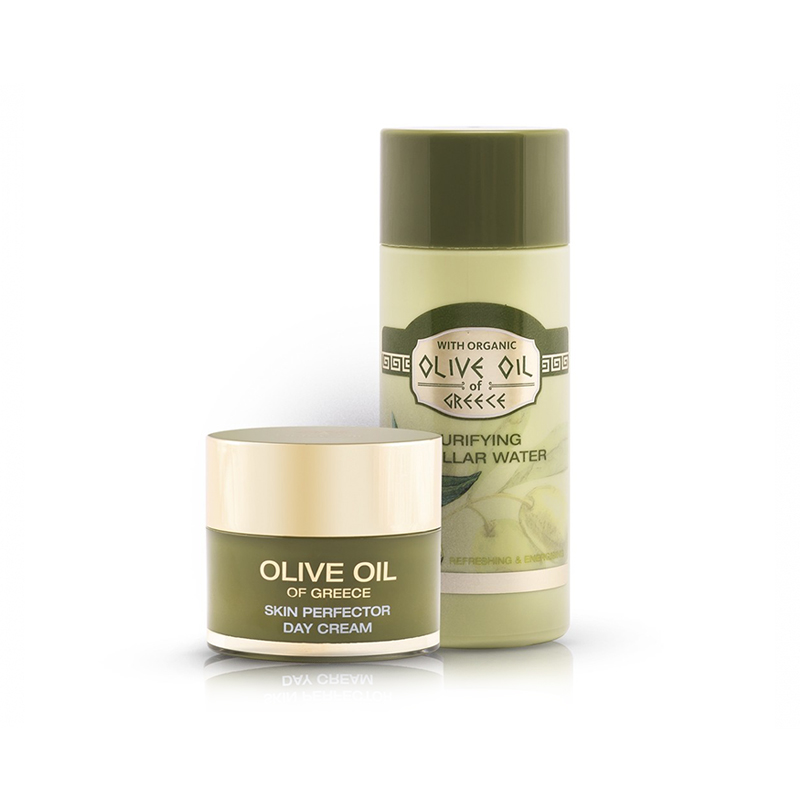 WITH ORGANIC
OLIVE OIL
of
GREECE
URIFYING
LLAR WATER
REFRESHING &
OLIVE OIL
OF GREECE
SKIN PERFECTOR
DAY CREAM